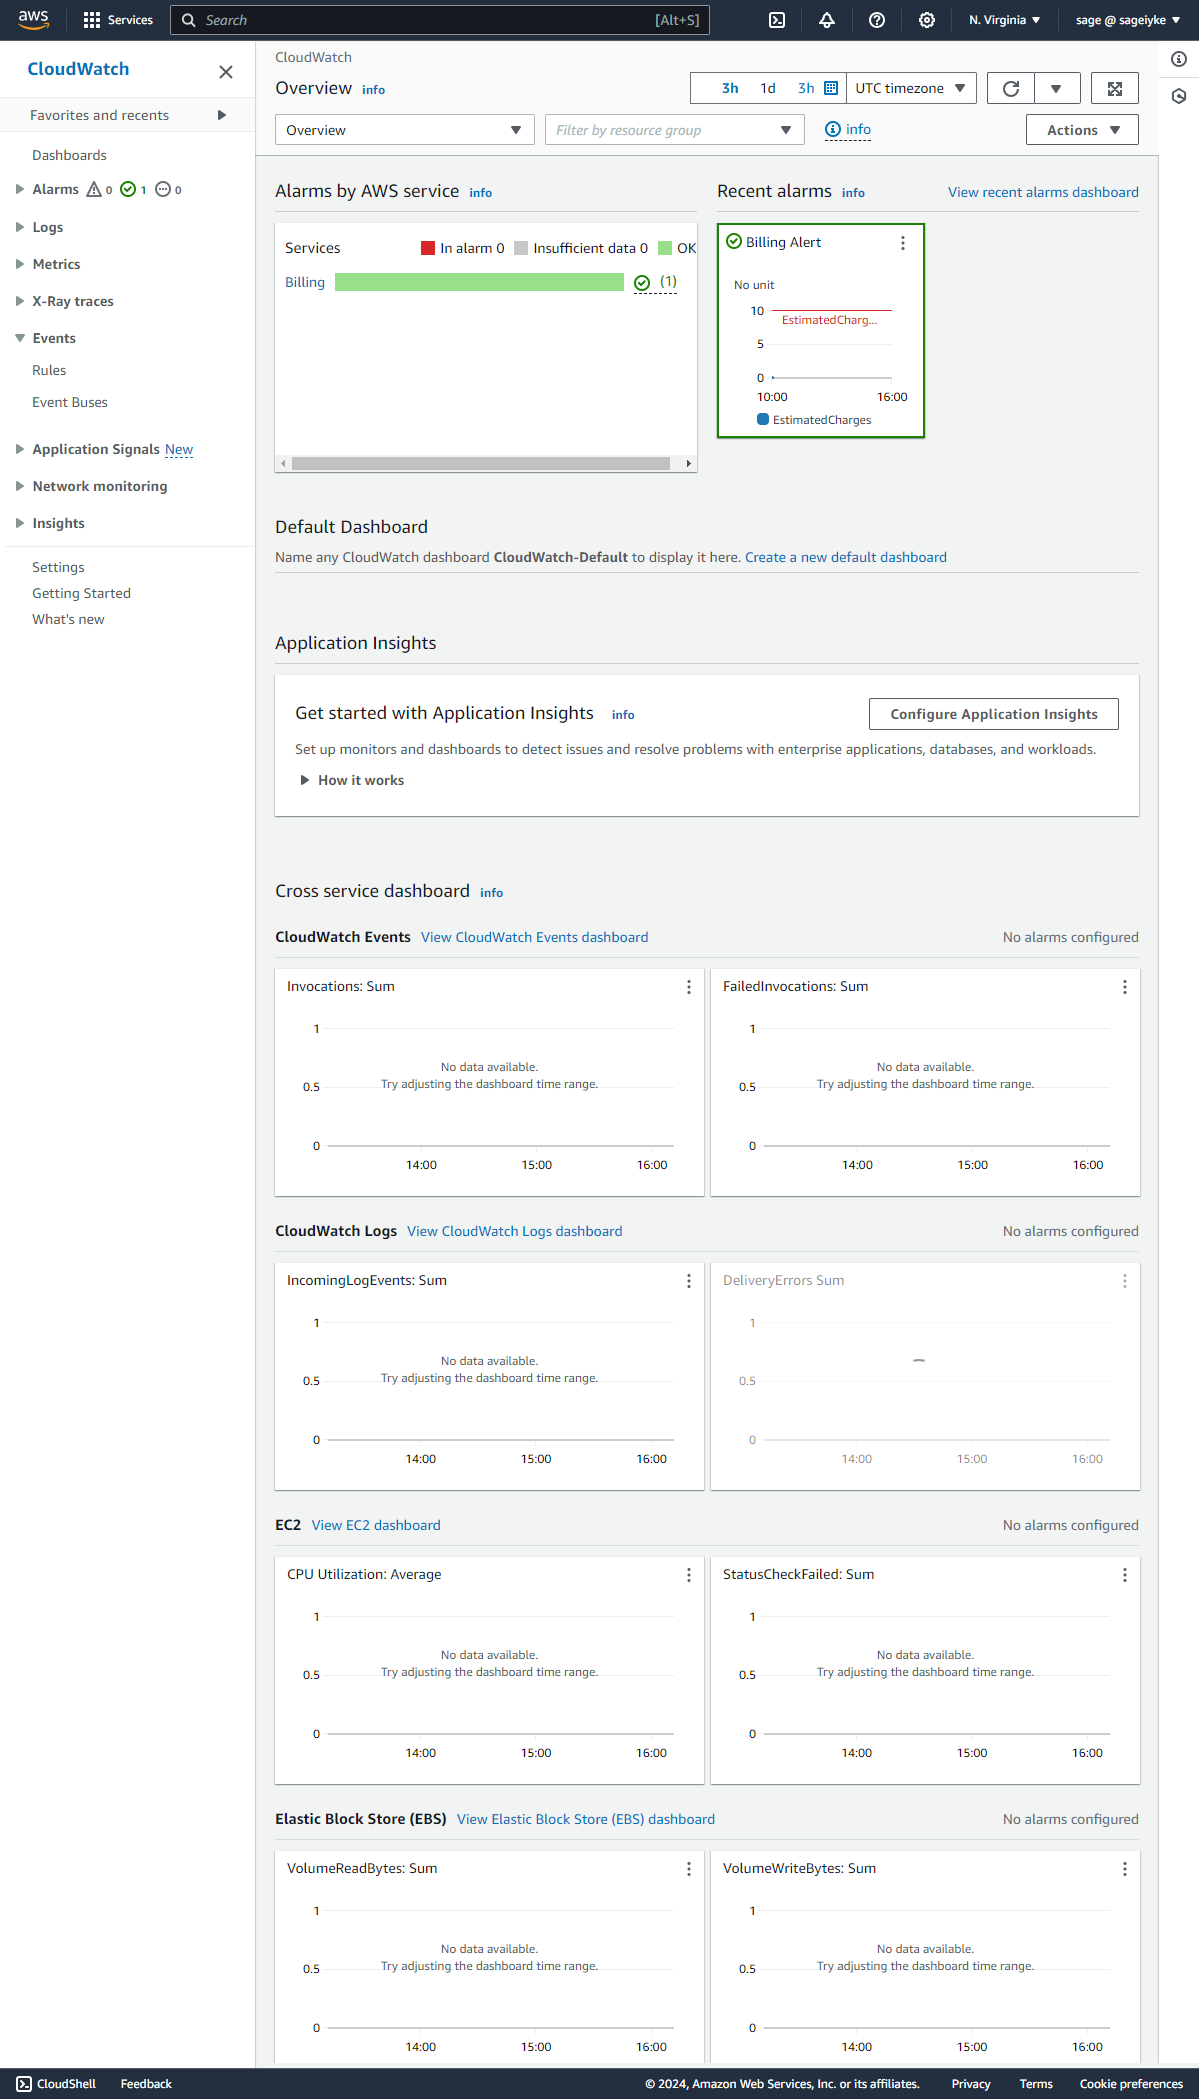 aws Services Search [Alt+S] N. Virginia sage @ sageiyke
CloudWatch
Favorites and recents
Dashboards
Alarms 0 1 0
Logs
Metrics
X-Ray traces
Events
Rules
Event Buses
Application Signals New
Network monitoring
Insights
Settings
Getting Started
What's new
CloudWatch
Overview info
3h 1d 3h UTC timezone
Overview Filter by resource group info Actions
Alarms by AWS service info
Services In alarm 0 Insufficient data 0 OK
Billing (1)
Recent alarms info View recent alarms dashboard
Billing Alert
No unit
10
EstimatedCharg...
5
0
10:00 16:00
EstimatedCharges
Default Dashboard
Name any CloudWatch dashboard CloudWatch-Default to display it here. Create a new default dashboard
Application Insights
Get started with Application Insights info Configure Application Insights
Set up monitors and dashboards to detect issues and resolve problems with enterprise applications, databases, and workloads.
How it works
Cross service dashboard info
CloudWatch Events View CloudWatch Events dashboard No alarms configured
Invocations: Sum
1
No data available.
0.5 Try adjusting the dashboard time range.
0
14:00 15:00 16:00
FailedInvocations: Sum
1
No data available.
0.5 Try adjusting the dashboard time range.
0
14:00 15:00 16:00
CloudWatch Logs View CloudWatch Logs dashboard No alarms configured
IncomingLogEvents: Sum
1
No data available.
0.5 Try adjusting the dashboard time range.
0
14:00 15:00 16:00
DeliveryErrors Sum
1
0.5
0
14:00 15:00 16:00
EC2 View EC2 dashboard No alarms configured
CPU Utilization: Average
1
No data available.
0.5 Try adjusting the dashboard time range.
0
14:00 15:00 16:00
StatusCheckFailed: Sum
1
No data available.
0.5 Try adjusting the dashboard time range.
0
14:00 15:00 16:00
Elastic Block Store (EBS) View Elastic Block Store (EBS) dashboard No alarms configured
VolumeReadBytes: Sum
1
No data available.
0.5 Try adjusting the dashboard time range.
0
14:00 15:00 16:00
VolumeWriteBytes: Sum
1
No data available.
0.5 Try adjusting the dashboard time range.
0
14:00 15:00 16:00
CloudShell Feedback © 2024, Amazon Web Services, Inc. or its affiliates. Privacy Terms Cookie preferences